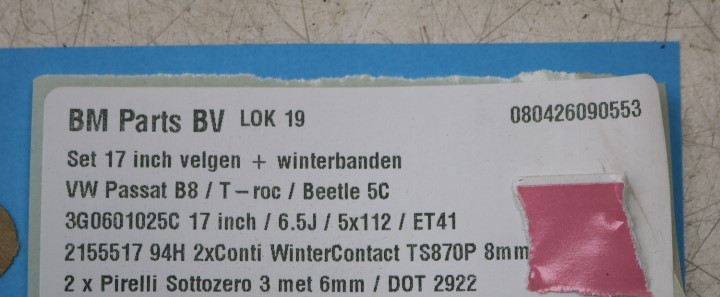 BM Parts BV LOK 19 080426090553
Set 17 inch velgen + winterbanden
VW Passat B8 / T-roc / Beetle 5C
3G0601025C 17 inch / 6.5J / 5x112 / ET41
2155517 94H 2xConti WinterContact TS870P 8mm
2 x Pirelli Sottozero 3 met 6mm / DOT 2922